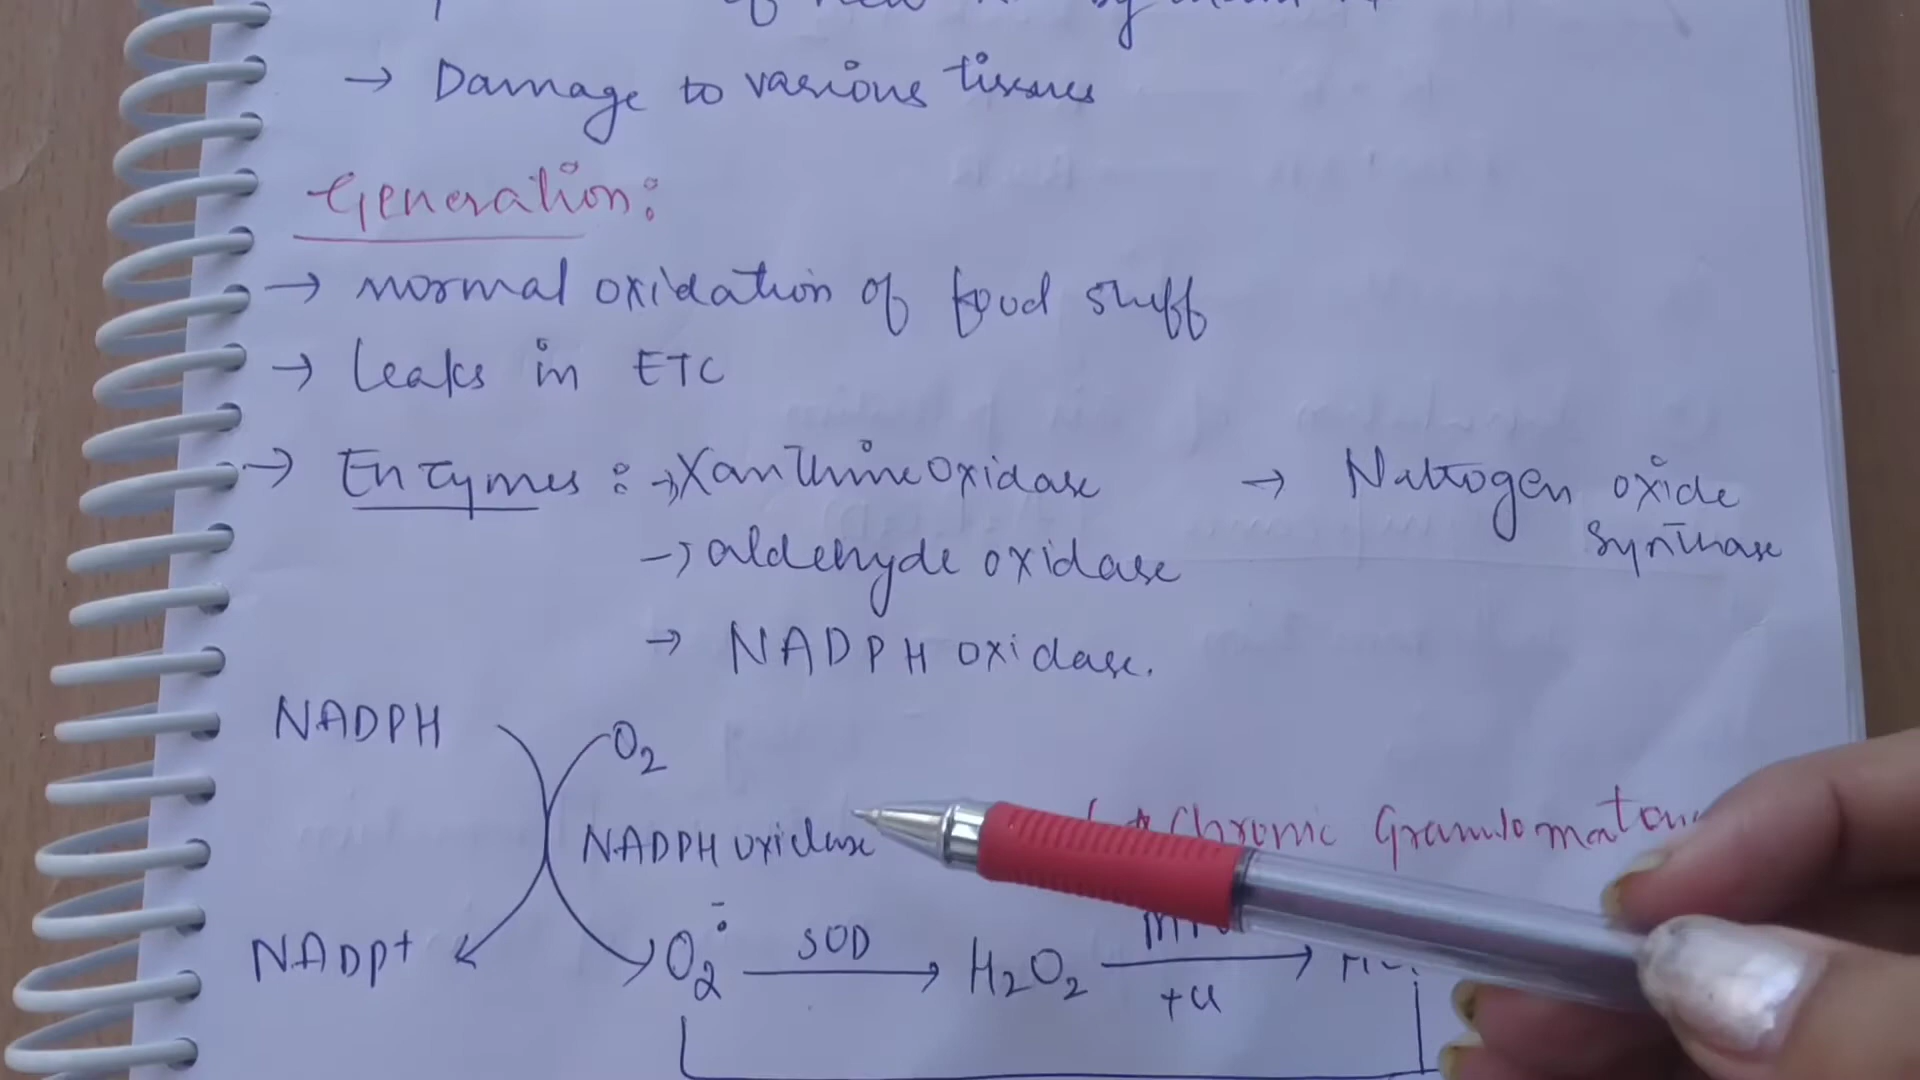 → Damage to various tissues
Generation:
→ normal oxidation of food stuff
→ leaks in ETC
→ Enzymes : → Xanthine oxidase → Nitrogen oxide synthase
→ aldehyde oxidase
→ NADPH oxidase.
NADPH O2
NADPH oxidase Chronic Granulomatous
NADP+ O2 SOD H2O2